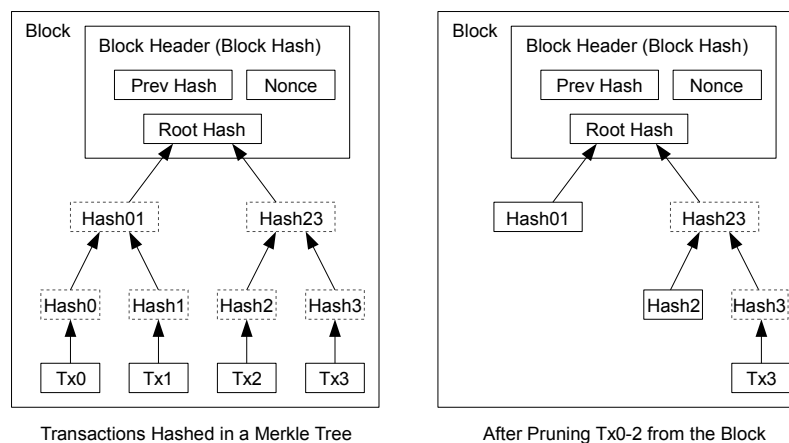 Block
Block Header (Block Hash)
Prev Hash
Nonce
Root Hash
Hash01
Hash23
Hash0
Hash1
Hash2
Hash3
Tx0
Tx1
Tx2
Tx3
Transactions Hashed in a Merkle Tree
Block
Block Header (Block Hash)
Prev Hash
Nonce
Root Hash
Hash01
Hash23
Hash2
Hash3
Tx3
After Pruning Tx0-2 from the Block